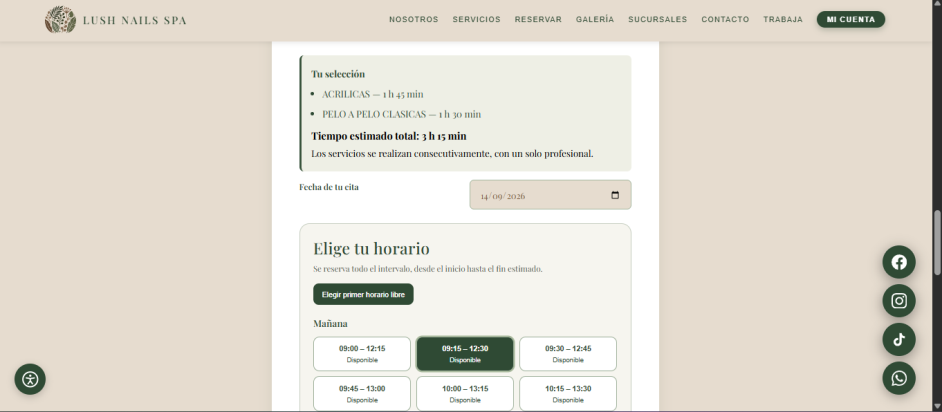 LUSH NAILS SPA
NOSOTROS SERVICIOS RESERVAR GALERÍA SUCURSALES CONTACTO TRABAJA MI CUENTA
Tu selección
ACRILICAS — 1 h 45 min
PELO A PELO CLASICAS — 1 h 30 min
Tiempo estimado total: 3 h 15 min
Los servicios se realizan consecutivamente, con un solo profesional.
Fecha de tu cita
14/09/2026
Elige tu horario
Se reserva todo el intervalo, desde el inicio hasta el fin estimado.
Elegir primer horario libre
Mañana
09:00 – 12:15 09:15 – 12:30 09:30 – 12:45
Disponible Disponible Disponible
09:45 – 13:00 10:00 – 13:15 10:15 – 13:30
Disponible Disponible Disponible